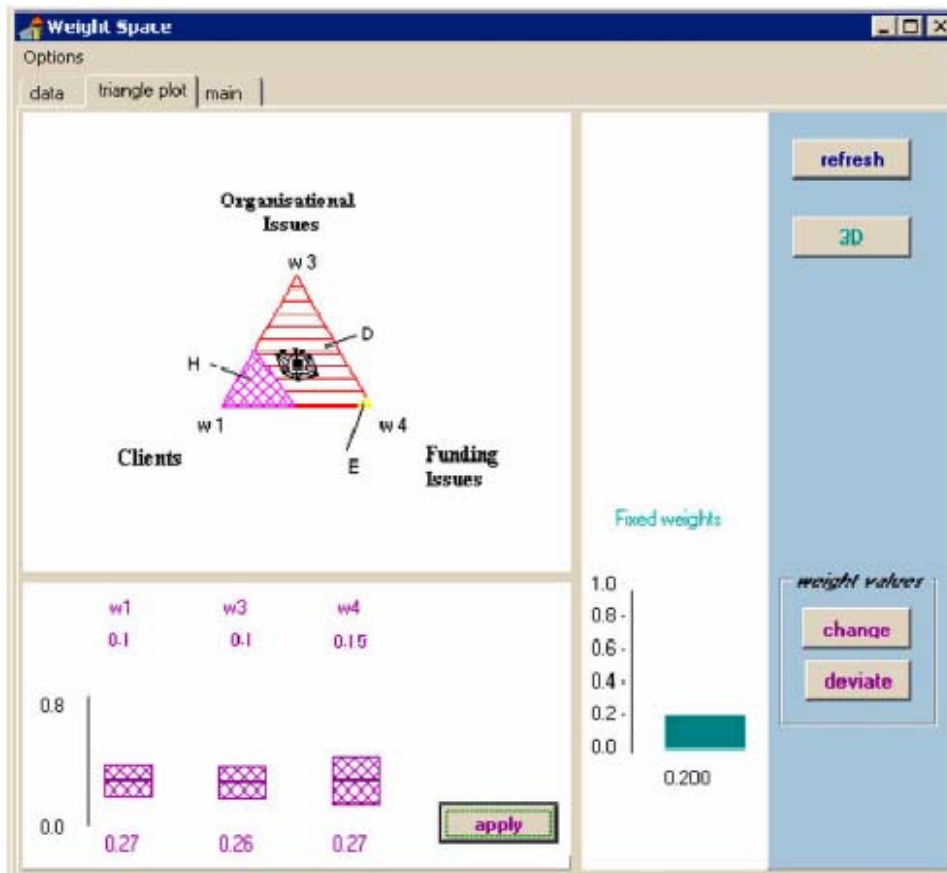 Weight Space
Options
data triangle plot main
refresh
3D
Organisational
Issues
w 3
D
H
w 1
w 4
E
Clients
Funding
Issues
Fixed weights
1.0
0.8
0.6
0.4
0.2
0.0
0.200
weight values
change
deviate
w1 w3 w4
0.1 0.1 0.15
0.8
0.0
0.27 0.26 0.27
apply